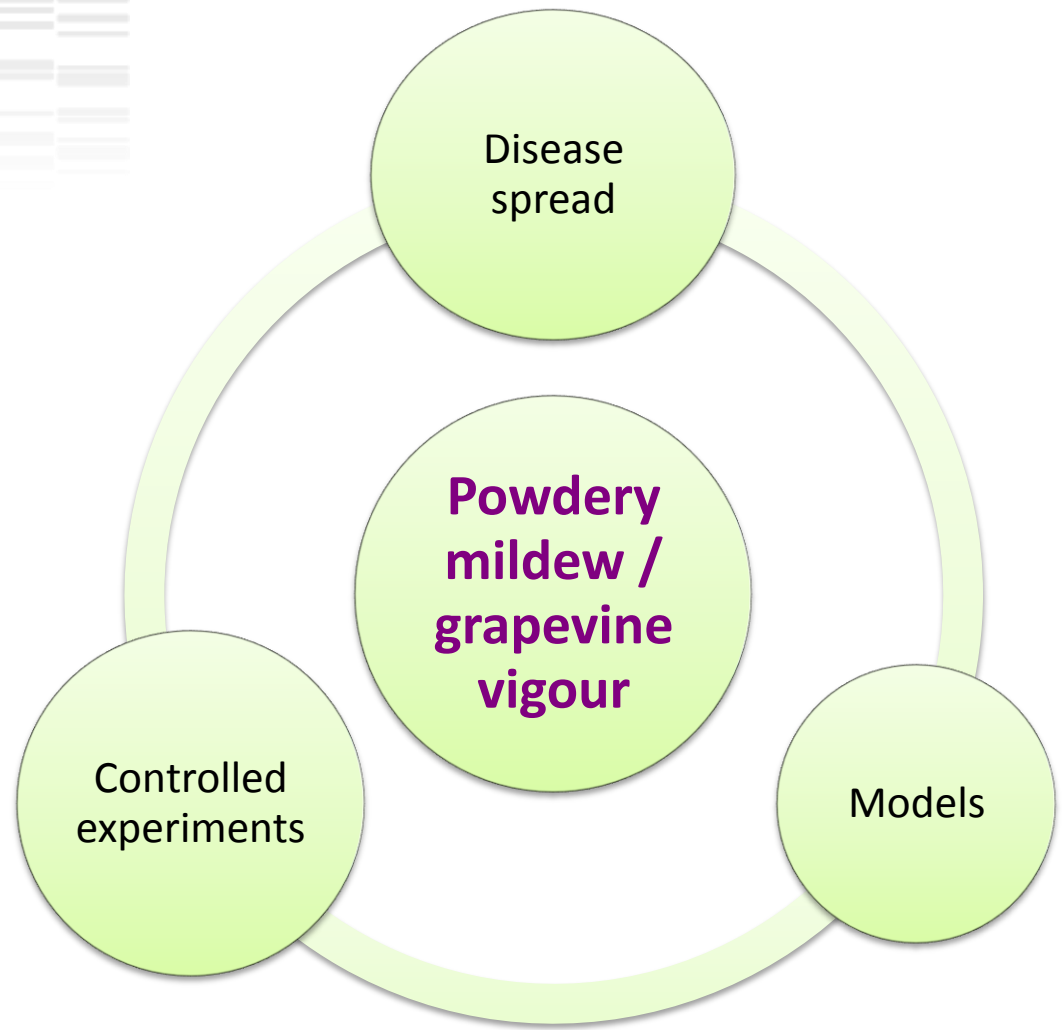 Disease
spread
Powdery
mildew /
grapevine
vigour
Controlled
experiments
Models